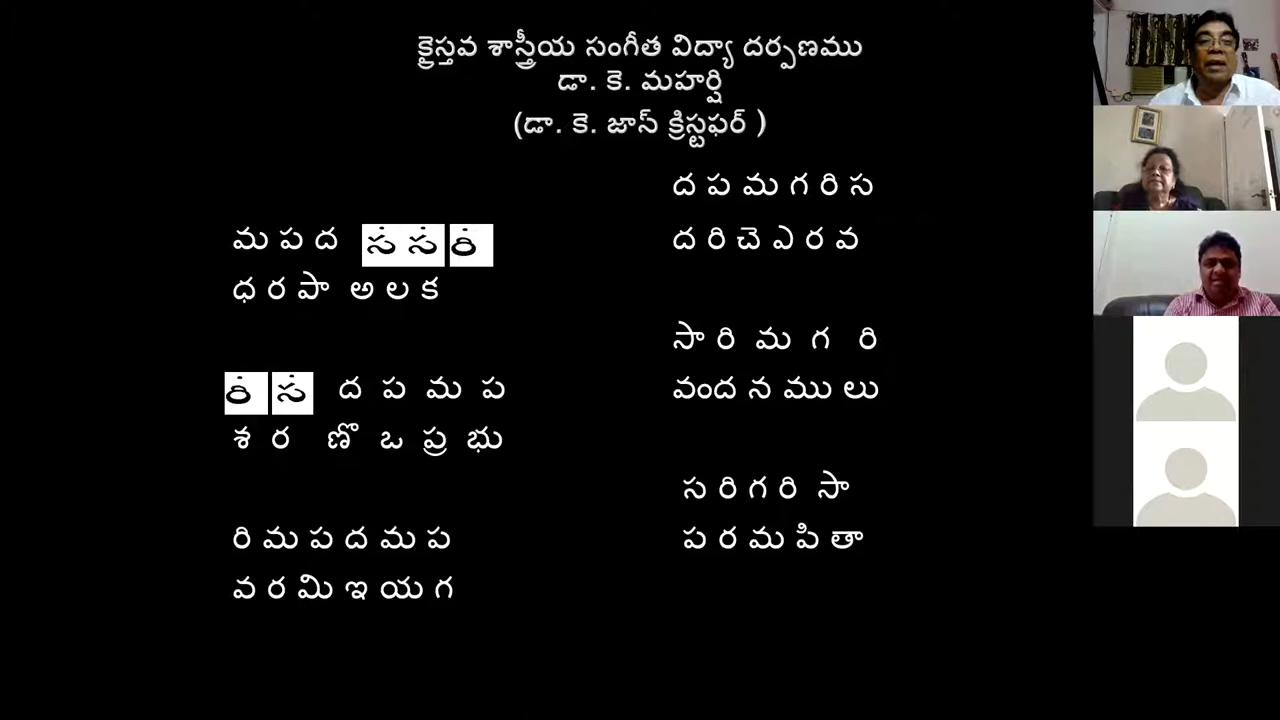 క్రైస్తవ శాస్త్రీయ సంగీత విద్యా దర్పణము
డా. కె. మహర్షి
(డా. కె. జాస్ క్రిస్టఫర్ )
మ ప ద స̇ స̇ రి̇
ధ ర పా అ ల క
రి̇ స̇ ద ప మ ప
శ ర ణొ ఒ ప్ర భు
రి మ ప ద మ ప
వ ర మి ఇ య గ
ద ప మ గ రి స
ద రి చె ఎ ర వ
సా రి మ గ రి
వంద న ము లు
స రి గ రి సా
ప ర మ పి తా